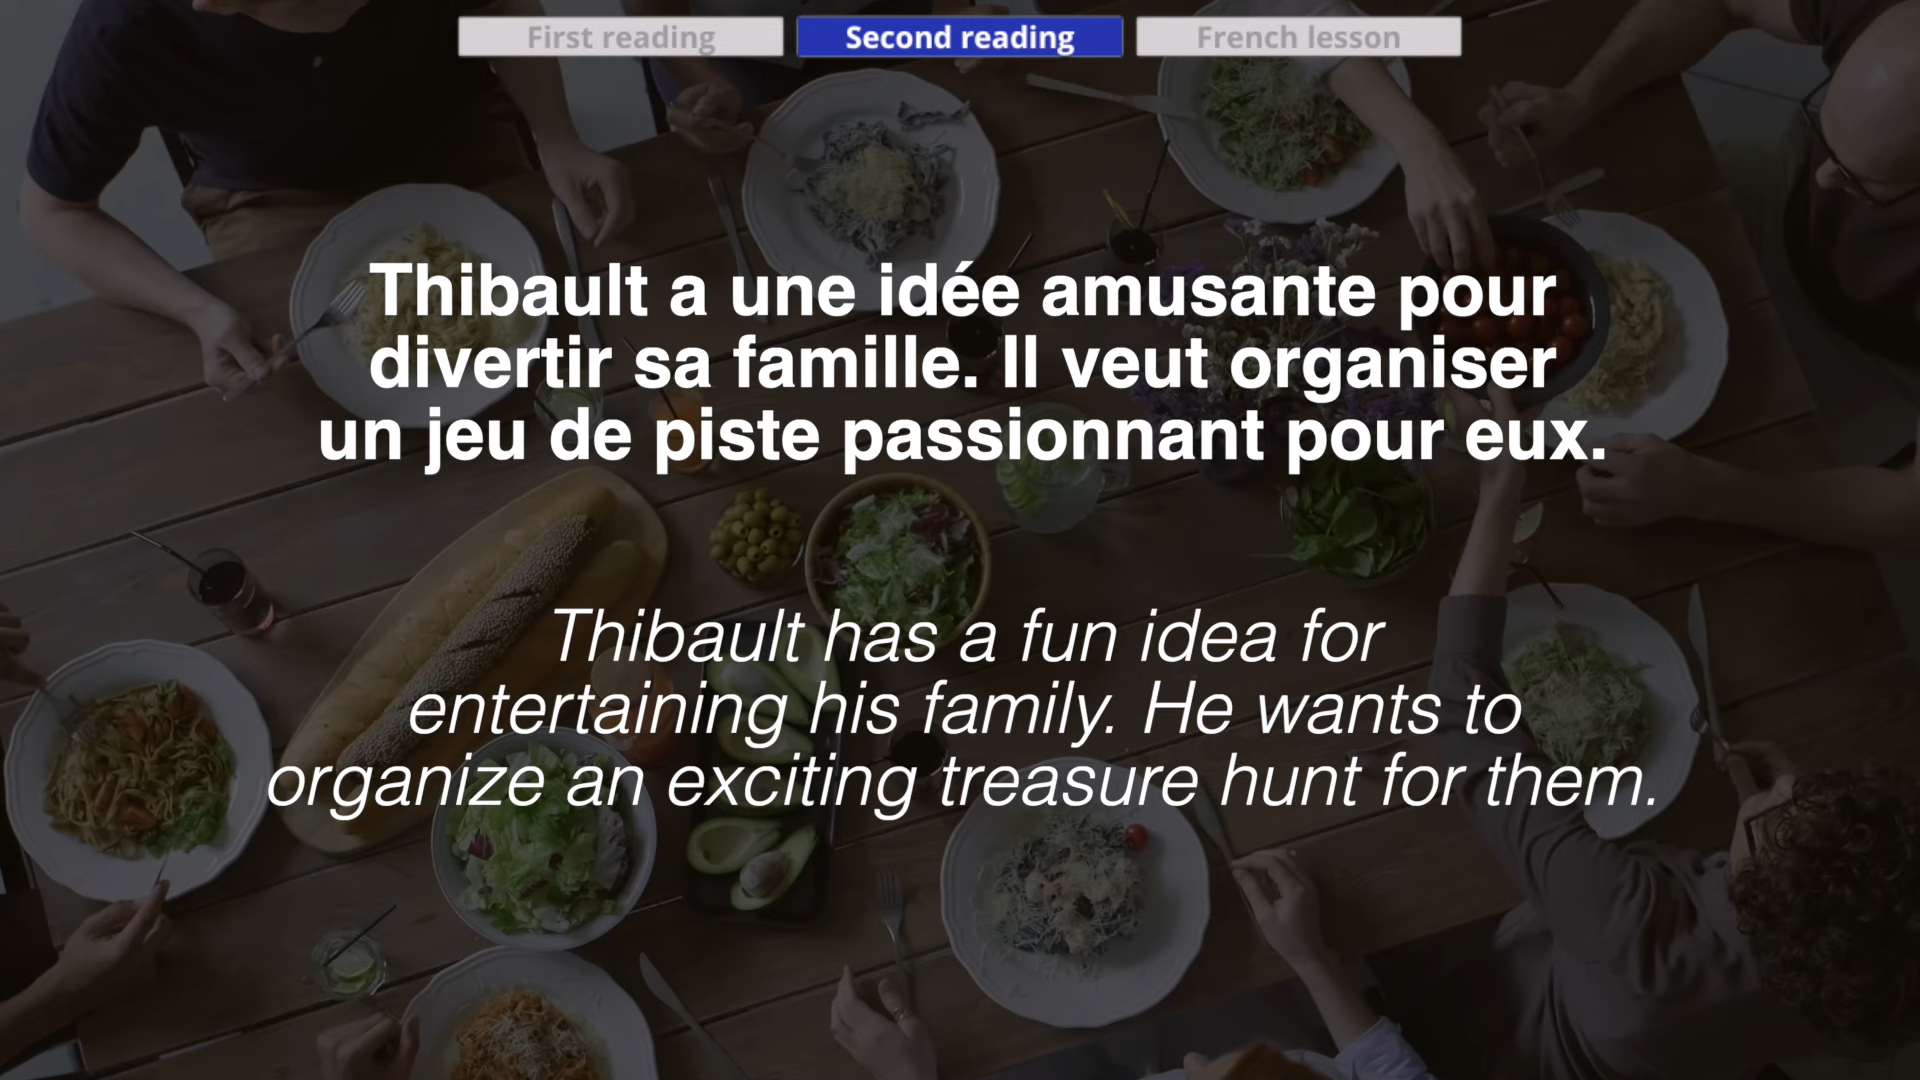 First reading
Second reading
French lesson
Thibault a une idée amusante pour
divertir sa famille. Il veut organiser
un jeu de piste passionnant pour eux.
Thibault has a fun idea for
entertaining his family. He wants to
organize an exciting treasure hunt for them.